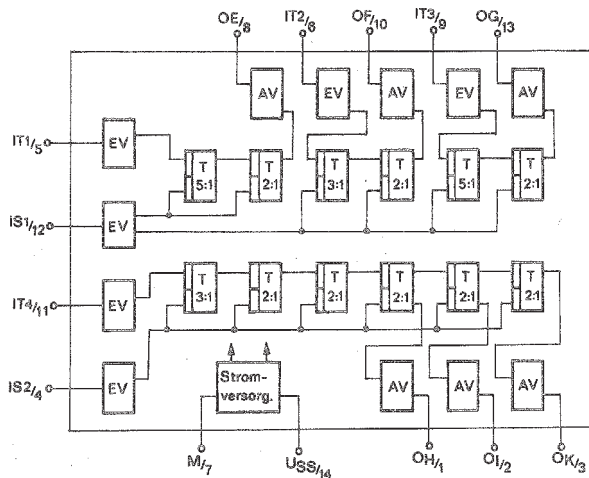 OE/8 IT2/6 OF/10 IT3/9 OG/13
AV EV AV EV AV
IT1/5 EV
T T T T T T
5:1 2:1 3:1 2:1 5:1 2:1
IS1/12 EV
T T T T T T
3:1 2:1 2:1 2:1 2:1 2:1
IT4/11 EV
IS2/4 EV
Strom-
versorg.
AV AV AV
M/7 USS/14 OH/1 OI/2 OK/3